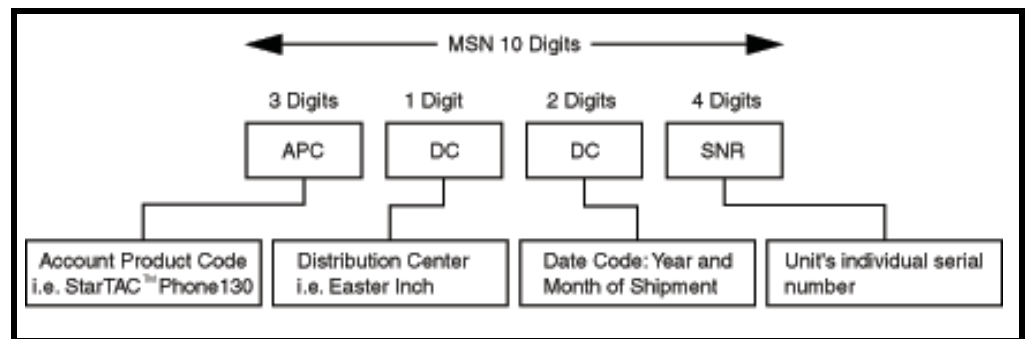 MSN 10 Digits
3 Digits 1 Digit 2 Digits 4 Digits
APC DC DC SNR
Account Product Code
i.e. StarTAC™ Phone130
Distribution Center
i.e. Easter Inch
Date Code: Year and
Month of Shipment
Unit's individual serial
number